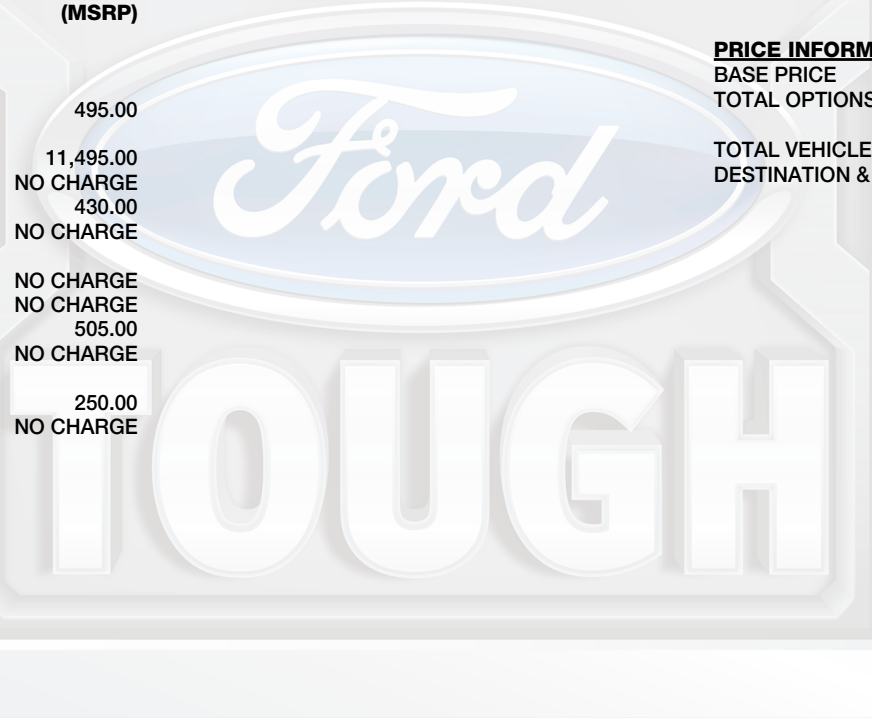 (MSRP)
495.00
11,495.00
NO CHARGE
430.00
NO CHARGE
NO CHARGE
NO CHARGE
505.00
NO CHARGE
250.00
NO CHARGE
PRICE INFORM
BASE PRICE
TOTAL OPTIONS
TOTAL VEHICLE
DESTINATION &
Ford
TOUGH